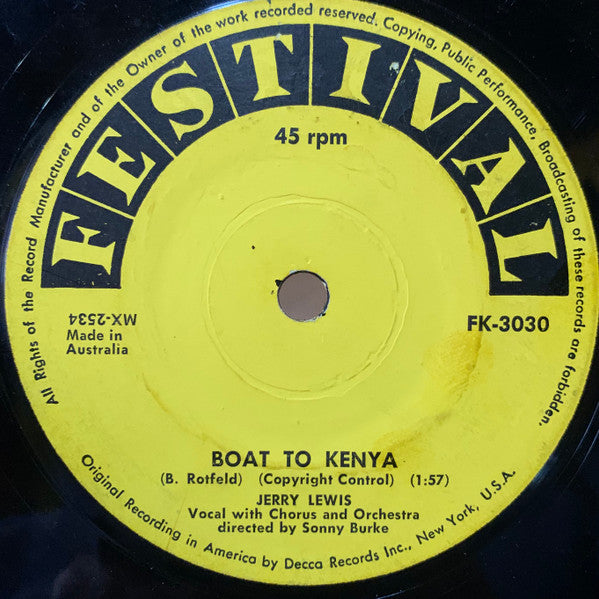 All Rights of the Record Manufacturer and of the Owner of the work recorded reserved. Copying, Public Performance, Broadcasting of these records are forbidden.
FESTIVAL
45 rpm
MX-2534
Made in
Australia
FK-3030
BOAT TO KENYA
(B. Rotfeld) (Copyright Control) (1:57)
JERRY LEWIS
Vocal with Chorus and Orchestra
directed by Sonny Burke
Original Recording in America by Decca Records Inc., New York, U.S.A.